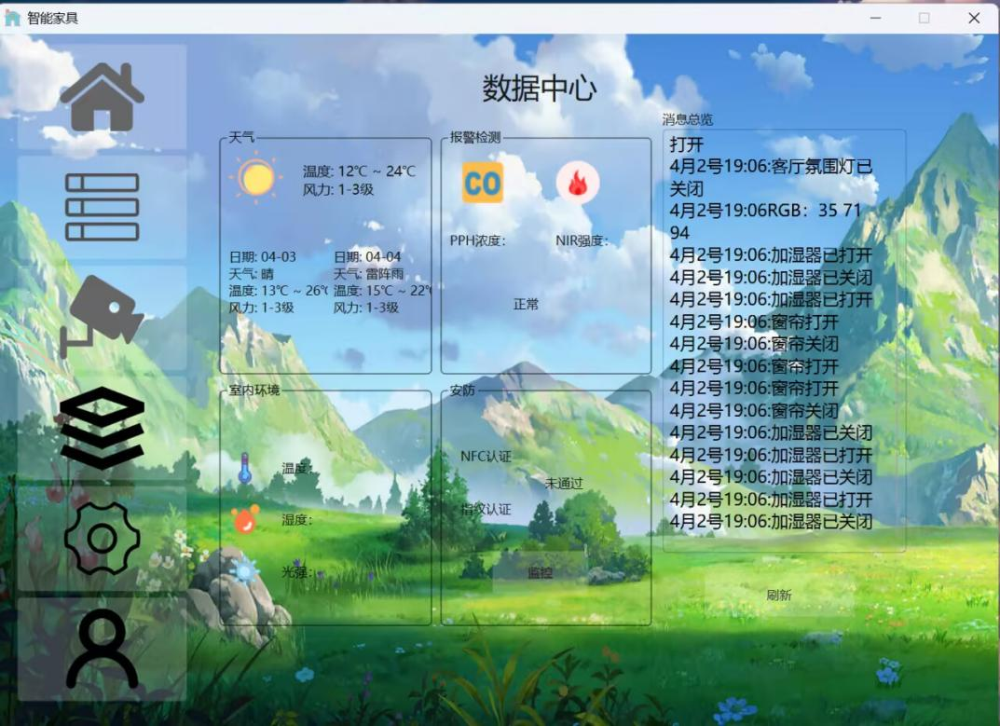 智能家具
数据中心
天气
温度: 12℃ ~ 24℃
风力: 1-3级
日期: 04-03
天气: 晴
温度: 13℃ ~ 26℃
风力: 1-3级
日期: 04-04
天气: 雷阵雨
温度: 15℃ ~ 22℃
风力: 1-3级
报警检测
CO
PPH浓度:
NIR强度:
正常
室内环境
温度:
湿度:
光强:
安防
NFC认证
未通过
指纹认证
监控
消息总览
打开
4月2号19:06:客厅氛围灯已
关闭
4月2号19:06RGB：35 71
94
4月2号19:06:加湿器已打开
4月2号19:06:加湿器已关闭
4月2号19:06:加湿器已打开
4月2号19:06:窗帘打开
4月2号19:06:窗帘关闭
4月2号19:06:窗帘打开
4月2号19:06:窗帘打开
4月2号19:06:窗帘关闭
4月2号19:06:加湿器已关闭
4月2号19:06:加湿器已打开
4月2号19:06:加湿器已关闭
4月2号19:06:加湿器已打开
4月2号19:06:加湿器已关闭
刷新